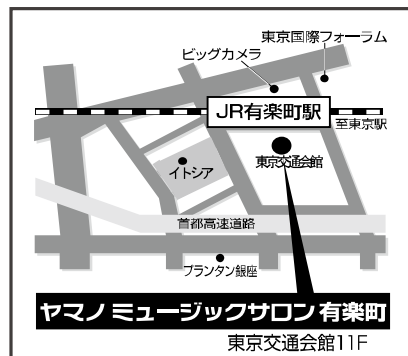 東京国際フォーラム
ビッグカメラ
JR有楽町駅
至東京駅
東京交通会館
イトシア
首都高速道路
プランタン銀座
ヤマノ ミュージックサロン 有楽町
東京交通会館11F